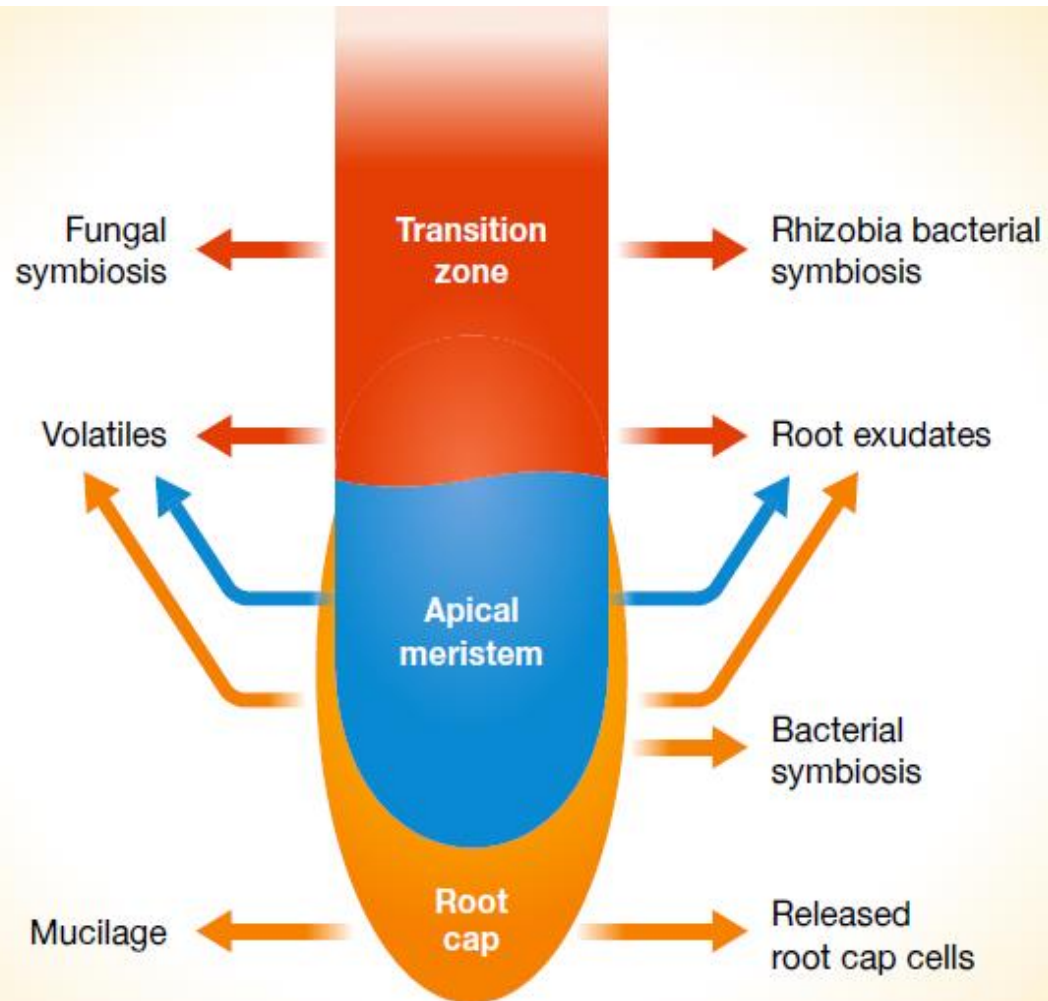 Fungal
symbiosis
Transition
zone
Rhizobia bacterial
symbiosis
Volatiles
Root exudates
Apical
meristem
Bacterial
symbiosis
Mucilage
Root
cap
Released
root cap cells